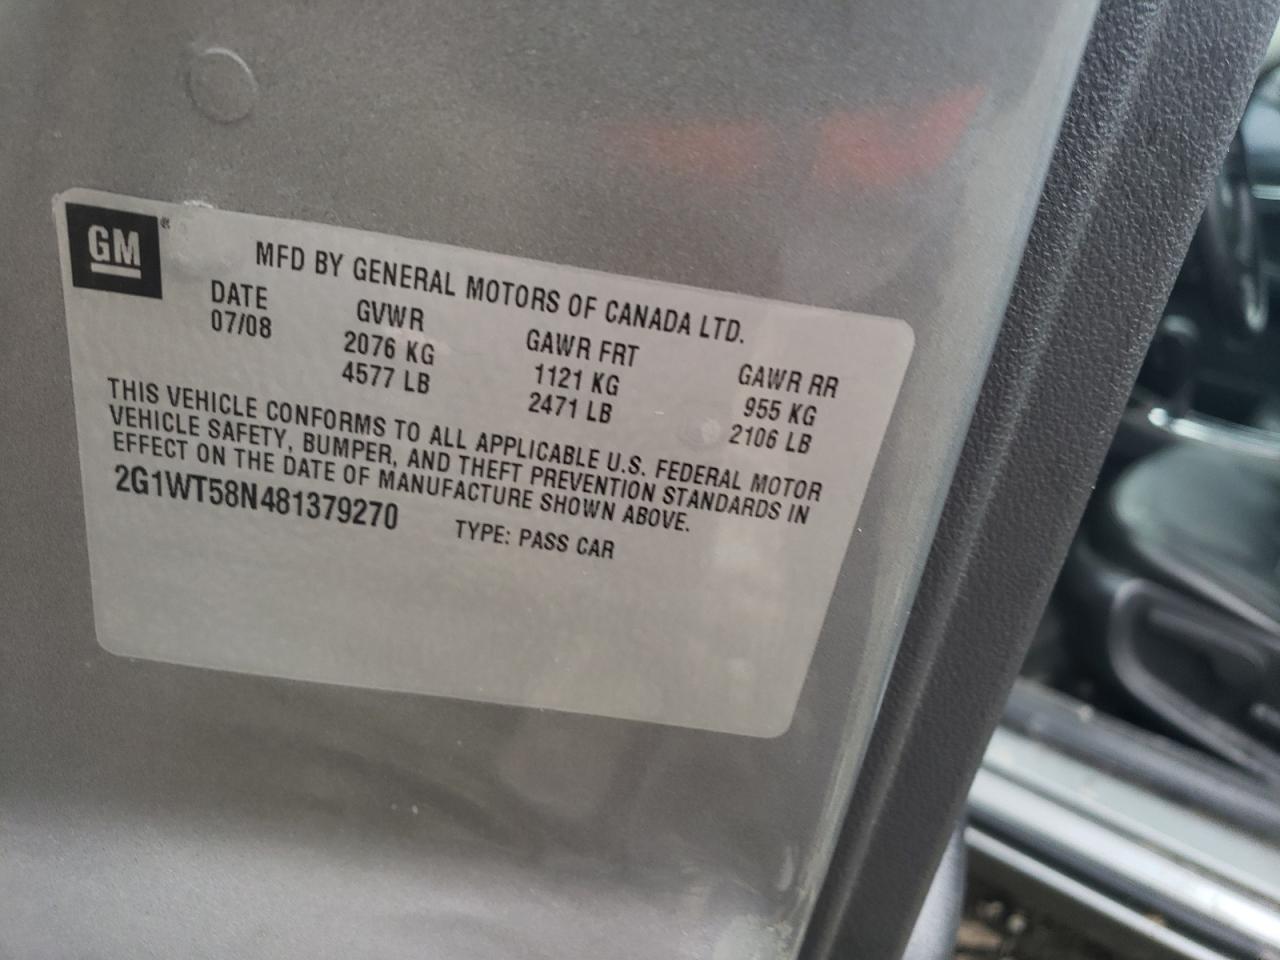 GM
MFD BY GENERAL MOTORS OF CANADA LTD.
DATE GVWR GAWR FRT GAWR RR
07/08 2076 KG 1121 KG 955 KG
4577 LB 2471 LB 2106 LB
THIS VEHICLE CONFORMS TO ALL APPLICABLE U.S. FEDERAL MOTOR
VEHICLE SAFETY, BUMPER, AND THEFT PREVENTION STANDARDS IN
EFFECT ON THE DATE OF MANUFACTURE SHOWN ABOVE.
2G1WT58N481379270 TYPE: PASS CAR